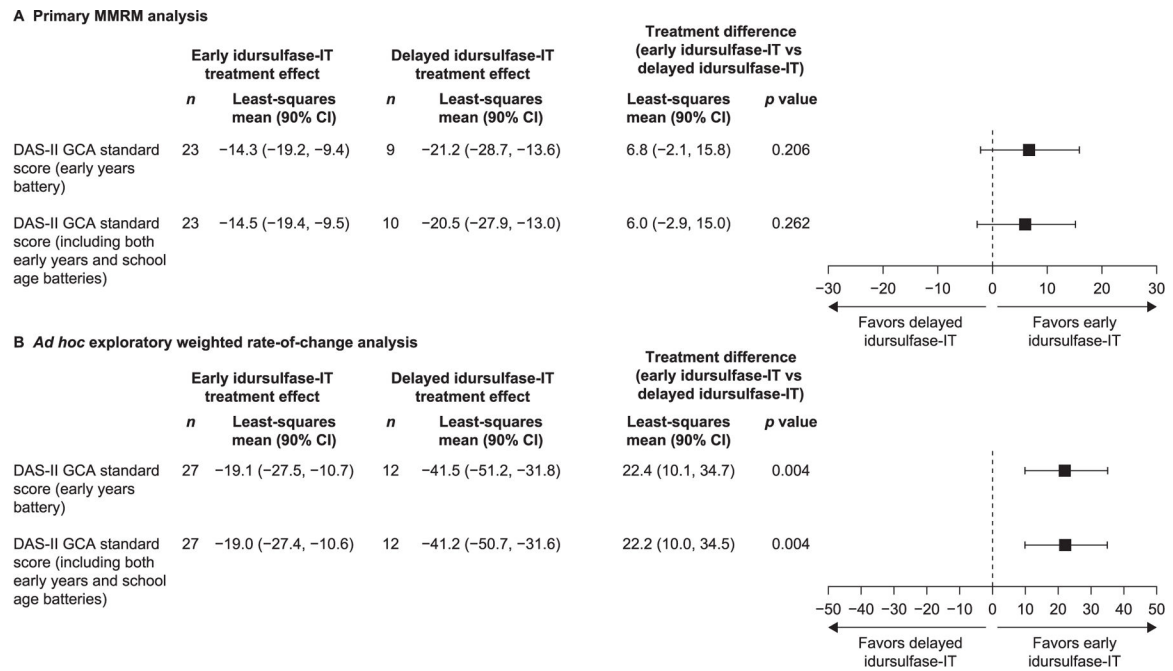 A Primary MMRM analysis
Early idursulfase-IT treatment effect
Delayed idursulfase-IT treatment effect
Treatment difference (early idursulfase-IT vs delayed idursulfase-IT)
n Least-squares mean (90% CI) n Least-squares mean (90% CI) Least-squares mean (90% CI) p value
DAS-II GCA standard score (early years battery) 23 −14.3 (−19.2, −9.4) 9 −21.2 (−28.7, −13.6) 6.8 (−2.1, 15.8) 0.206
DAS-II GCA standard score (including both early years and school age batteries) 23 −14.5 (−19.4, −9.5) 10 −20.5 (−27.9, −13.0) 6.0 (−2.9, 15.0) 0.262
−30 −20 −10 0 10 20 30
Favors delayed idursulfase-IT
Favors early idursulfase-IT
B Ad hoc exploratory weighted rate-of-change analysis
Early idursulfase-IT treatment effect
Delayed idursulfase-IT treatment effect
Treatment difference (early idursulfase-IT vs delayed idursulfase-IT)
n Least-squares mean (90% CI) n Least-squares mean (90% CI) Least-squares mean (90% CI) p value
DAS-II GCA standard score (early years battery) 27 −19.1 (−27.5, −10.7) 12 −41.5 (−51.2, −31.8) 22.4 (10.1, 34.7) 0.004
DAS-II GCA standard score (including both early years and school age batteries) 27 −19.0 (−27.4, −10.6) 12 −41.2 (−50.7, −31.6) 22.2 (10.0, 34.5) 0.004
−50 −40 −30 −20 −10 0 10 20 30 40 50
Favors delayed idursulfase-IT
Favors early idursulfase-IT